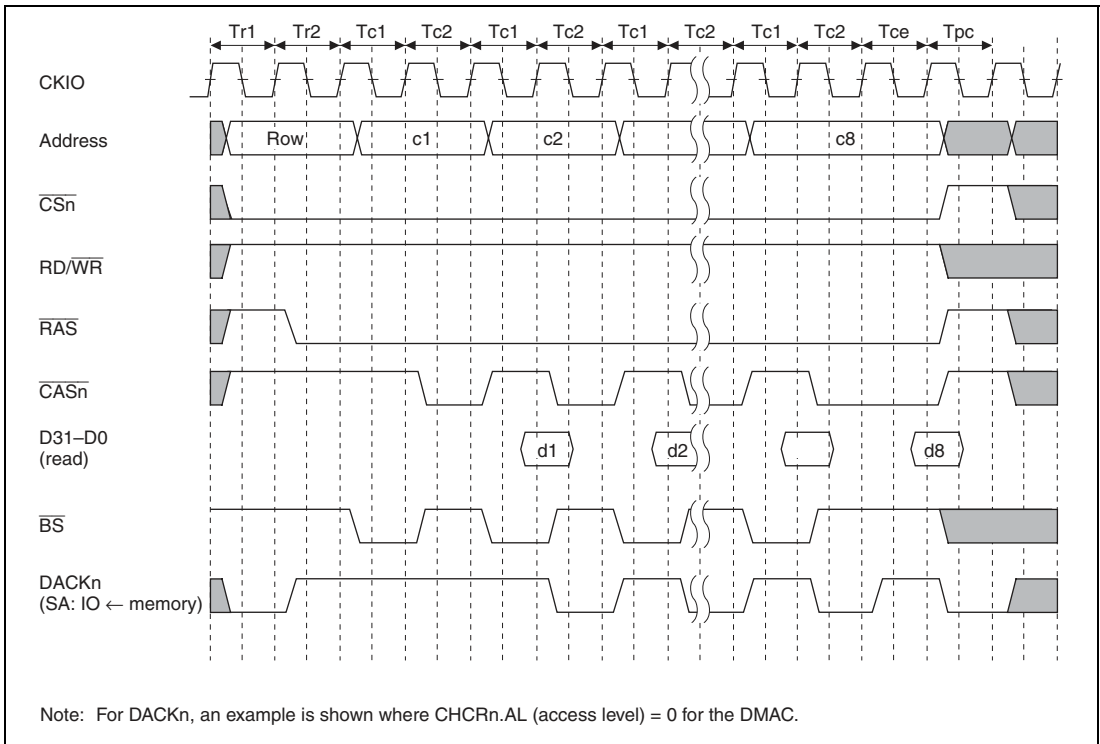 Tr1 Tr2 Tc1 Tc2 Tc1 Tc2 Tc1 Tc2 Tc1 Tc2 Tce Tpc
CKIO
Address Row c1 c2 c8
CSn
RD/WR
RAS
CASn
D31–D0
(read) d1 d2 d8
BS
DACKn
(SA: IO ← memory)
Note: For DACKn, an example is shown where CHCRn.AL (access level) = 0 for the DMAC.